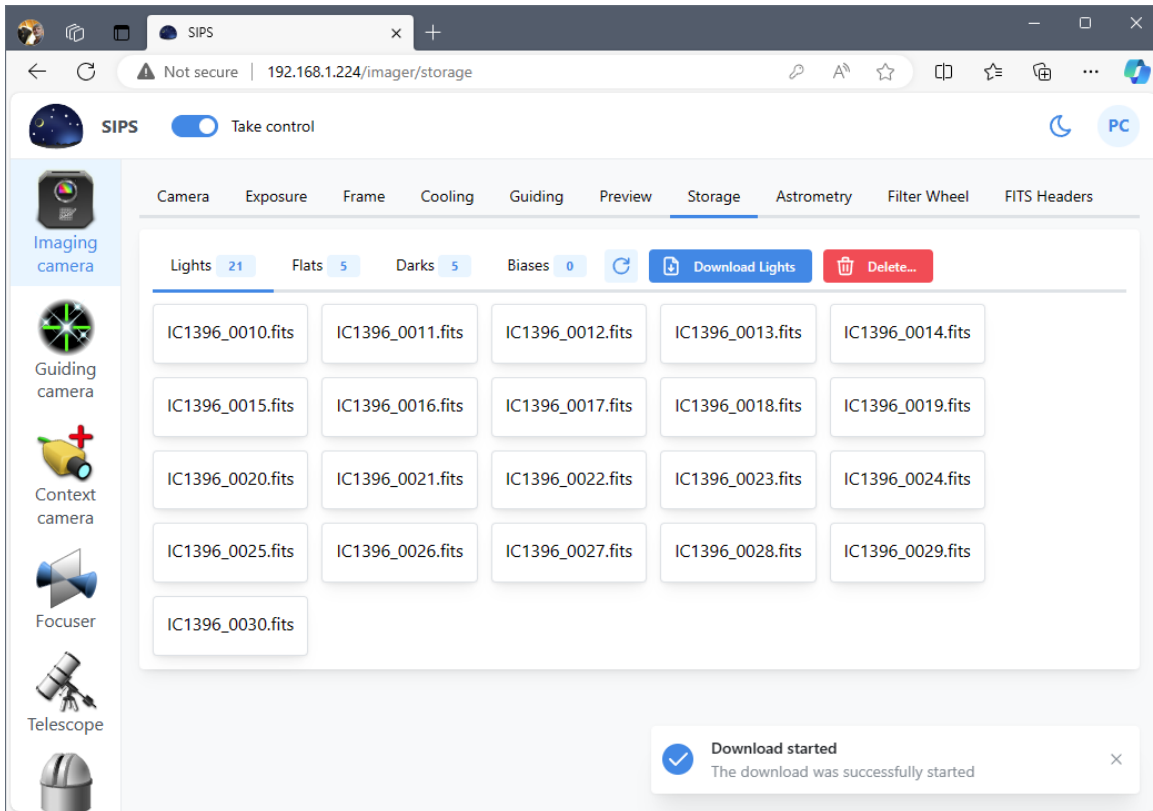 SIPS
Not secure 192.168.1.224/imager/storage
SIPS Take control PC
Imaging camera
Guiding camera
Context camera
Focuser
Telescope
Camera Exposure Frame Cooling Guiding Preview Storage Astrometry Filter Wheel FITS Headers
Lights 21 Flats 5 Darks 5 Biases 0 Download Lights Delete...
IC1396_0010.fits IC1396_0011.fits IC1396_0012.fits IC1396_0013.fits IC1396_0014.fits
IC1396_0015.fits IC1396_0016.fits IC1396_0017.fits IC1396_0018.fits IC1396_0019.fits
IC1396_0020.fits IC1396_0021.fits IC1396_0022.fits IC1396_0023.fits IC1396_0024.fits
IC1396_0025.fits IC1396_0026.fits IC1396_0027.fits IC1396_0028.fits IC1396_0029.fits
IC1396_0030.fits
Download started
The download was successfully started